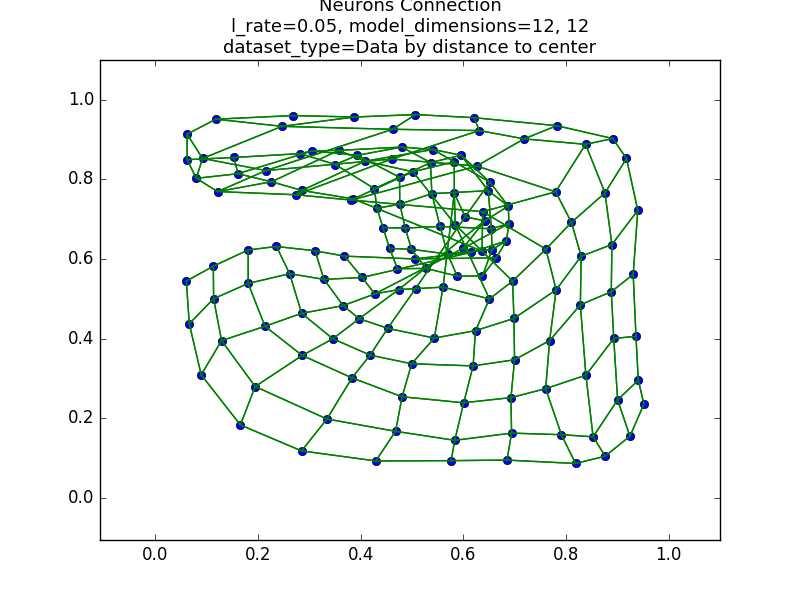 Neurons Connection
l_rate=0.05, model_dimensions=12, 12
dataset_type=Data by distance to center
1.0
0.8
0.6
0.4
0.2
0.0
0.0 0.2 0.4 0.6 0.8 1.0